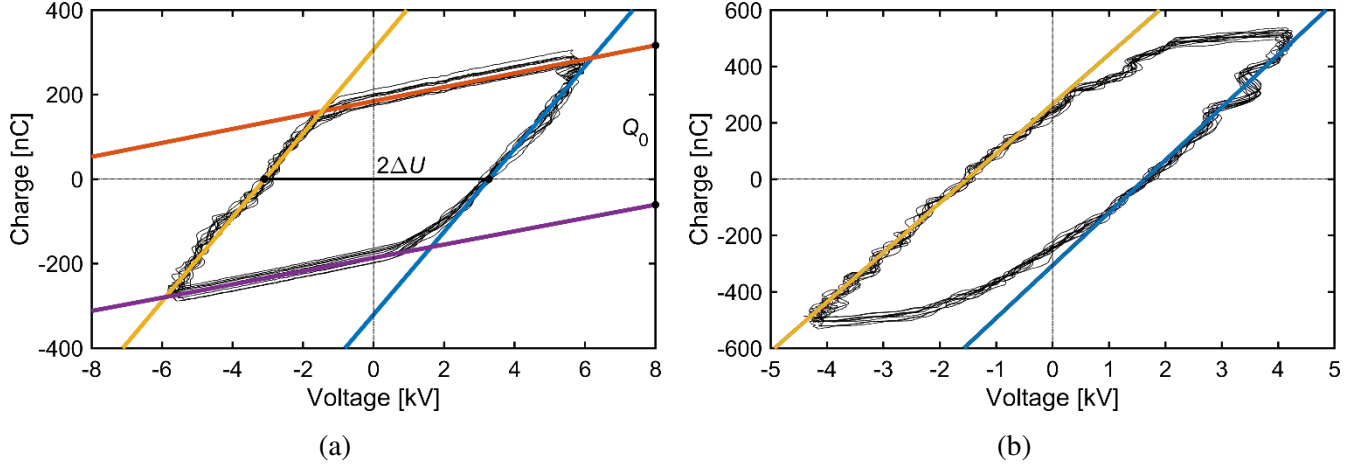 600
400
400
200
200
Q0
2ΔU
0
0
-200
-200
-400
-400
-600
-8 -6 -4 -2 0 2 4 6 8
-5 -4 -3 -2 -1 0 1 2 3 4 5
Charge [nC]
Charge [nC]
Voltage [kV]
Voltage [kV]
(a)
(b)